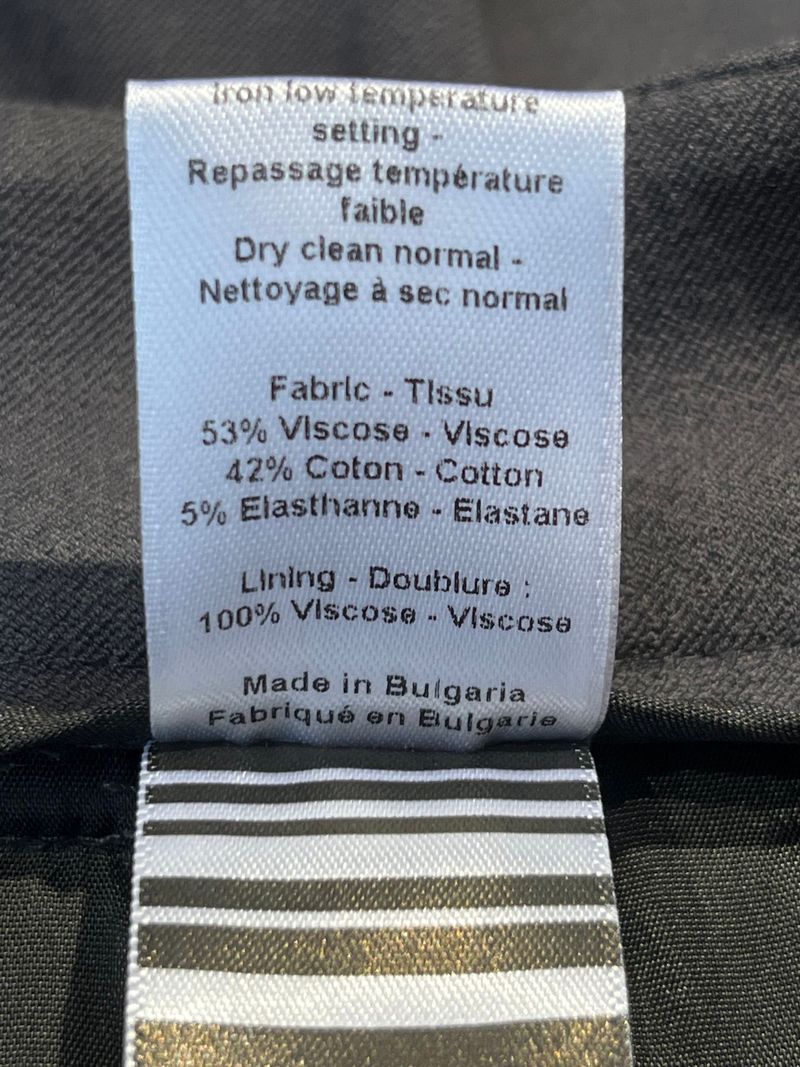 Iron low temperature
setting -
Repassage température
faible
Dry clean normal -
Nettoyage à sec normal
Fabric - Tissu
53% Viscose - Viscose
42% Coton - Cotton
5% Elasthanne - Elastane
Lining - Doublure :
100% Viscose - Viscose
Made in Bulgaria
Fabriqué en Bulgarie